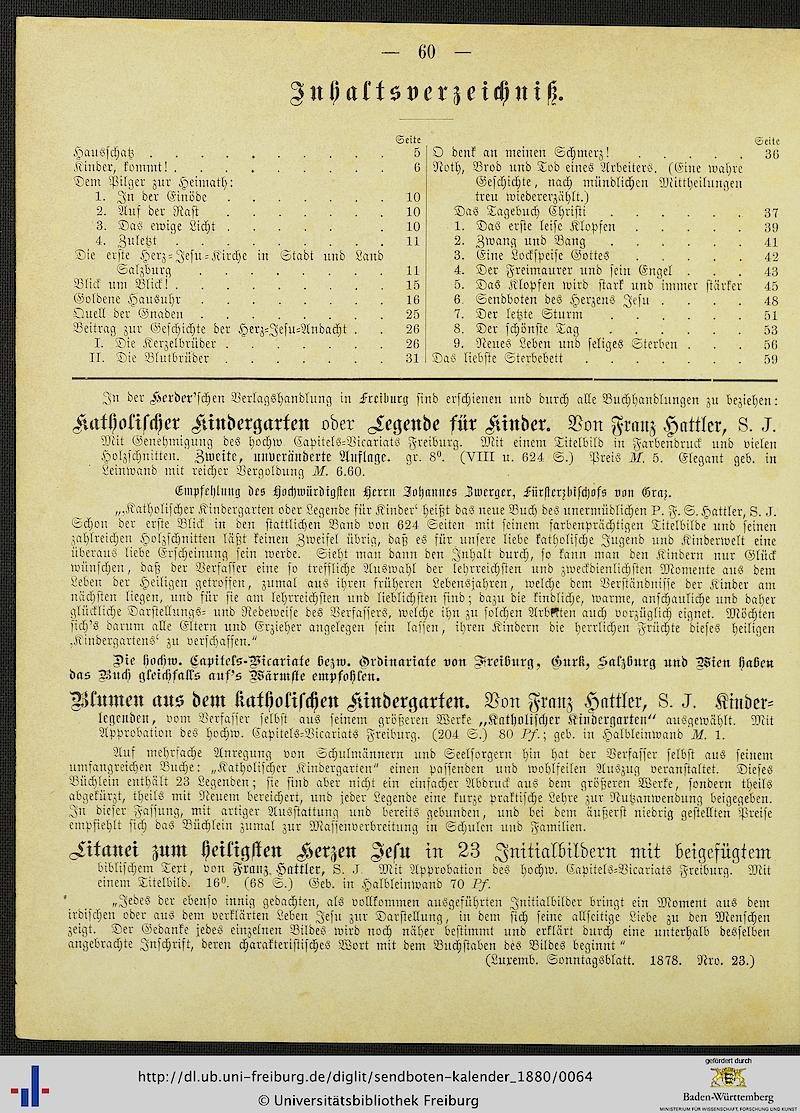 — 60 —
Inhaltsverzeichniß.
Seite
Hausschatz . . . . . . . . . 5
Kinder, kommt! . . . . . . . . 6
Dem Pilger zur Heimath:
1. In der Einöde . . . . . . 10
2. Auf der Rast . . . . . . 10
3. Das ewige Licht . . . . . . 10
4. Zuletzt . . . . . . . 11
Die erste Herz-Jesu-Kirche in Stadt und Land
Salzburg . . . . . . . 11
Blick um Blick! . . . . . . . 15
Goldene Hausuhr . . . . . . . 16
Quell der Gnaden . . . . . . . 25
Beitrag zur Geschichte der Herz-Jesu-Andacht . . 26
I. Die Kerzelbrüder . . . . . . 26
II. Die Blutbrüder . . . . . . 31
Seite
O denk an meinen Schmerz! . . . . . 36
Noth, Brod und Tod eines Arbeiters. (Eine wahre
Geschichte, nach mündlichen Mittheilungen
treu wiedererzählt.)
Das Tagebuch Christi . . . . . . 37
1. Das erste leise Klopfen . . . . . 39
2. Zwang und Bang . . . . . . 41
3. Eine Lockspeise Gottes . . . . . 42
4. Der Freimaurer und sein Engel . . . 43
5. Das Klopfen wird stark und immer stärker 45
6. Sendboten des Herzens Jesu . . . . 48
7. Der letzte Sturm . . . . . . 51
8. Der schönste Tag . . . . . . 53
9. Neues Leben und seliges Sterben . . . 56
Das liebste Sterbebett . . . . . . 59
In der Herder'schen Verlagshandlung in Freiburg sind erschienen und durch alle Buchhandlungen zu beziehen:
Katholischer Kindergarten oder Legende für Kinder. Von Franz Hattler, S. J.
Mit Genehmigung des hochw. Capitels-Vicariats Freiburg. Mit einem Titelbild in Farbendruck und vielen
Holzschnitten. Zweite, unveränderte Auflage. gr. 8⁰. (VIII u. 624 S.) Preis M. 5. Elegant geb. in
Leinwand mit reicher Vergoldung M. 6.60.
Empfehlung des Hochwürdigsten Herrn Johannes Zwerger, Fürsterzbischofs von Graz.
„‚Katholischer Kindergarten oder Legende für Kinder‘ heißt das neue Buch des unermüdlichen P. F. S. Hattler, S. J.
Schon der erste Blick in den stattlichen Band von 624 Seiten mit seinem farbenprächtigen Titelbilde und seinen
zahlreichen Holzschnitten läßt keinen Zweifel übrig, daß es für unsere liebe katholische Jugend und Kinderwelt eine
überaus liebe Erscheinung sein werde. Sieht man dann den Inhalt durch, so kann man den Kindern nur Glück
wünschen, daß der Verfasser eine so treffliche Auswahl der lehrreichsten und zweckdienlichsten Momente aus dem
Leben der Heiligen getroffen, zumal aus ihren früheren Lebensjahren, welche dem Verständnisse der Kinder am
nächsten liegen, und für sie am lehrreichsten und lieblichsten sind; dazu die kindliche, warme, anschauliche und daher
glückliche Darstellungs- und Redeweise des Verfassers, welche ihn zu solchen Arbeiten auch vorzüglich eignet. Möchten
sich's darum alle Eltern und Erzieher angelegen sein lassen, ihren Kindern die herrlichen Früchte dieses heiligen
‚Kindergartens‘ zu verschaffen.“
Die hochw. Capitels-Vicariate bezw. Ordinariate von Freiburg, Gurk, Salzburg und Wien haben
das Buch gleichfalls auf's Wärmste empfohlen.
Blumen aus dem katholischen Kindergarten. Von Franz Hattler, S. J. Kinder-
legenden, vom Verfasser selbst aus seinem größeren Werke „Katholischer Kindergarten“ ausgewählt. Mit
Approbation des hochw. Capitels-Vicariats Freiburg. (204 S.) 80 Pf.; geb. in Halbleinwand M. 1.
Auf mehrfache Anregung von Schulmännern und Seelsorgern hin hat der Verfasser selbst aus seinem
umfangreichen Buche: „Katholischer Kindergarten“ einen passenden und wohlfeilen Auszug veranstaltet. Dieses
Büchlein enthält 23 Legenden; sie sind aber nicht ein einfacher Abdruck aus dem größeren Werke, sondern theils
abgekürzt, theils mit Neuem bereichert, und jeder Legende eine kurze praktische Lehre zur Nutzanwendung beigegeben.
In dieser Fassung, mit artiger Ausstattung und bereits gebunden, und bei dem äußerst niedrig gestellten Preise
empfiehlt sich das Büchlein zumal zur Massenverbreitung in Schulen und Familien.
Litanei zum heiligsten Herzen Jesu in 23 Initialbildern mit beigefügtem
biblischem Text, von Franz Hattler, S. J. Mit Approbation des hochw. Capitels-Vicariats Freiburg. Mit
einem Titelbild. 16⁰. (68 S.) Geb. in Halbleinwand 70 Pf.
„Jedes der ebenso innig gedachten, als vollkommen ausgeführten Initialbilder bringt ein Moment aus dem
irdischen oder aus dem verklärten Leben Jesu zur Darstellung, in dem sich seine allseitige Liebe zu den Menschen
zeigt. Der Gedanke jedes einzelnen Bildes wird noch näher bestimmt und erklärt durch eine unterhalb desselben
angebrachte Inschrift, deren charakteristisches Wort mit dem Buchstaben des Bildes beginnt“
(Luxemb. Sonntagsblatt. 1878. Nro. 23.)
http://dl.ub.uni-freiburg.de/diglit/sendboten-kalender_1880/0064
© Universitätsbibliothek Freiburg
gefördert durch
Baden-Württemberg
MINISTERIUM FÜR WISSENSCHAFT, FORSCHUNG UND KUNST